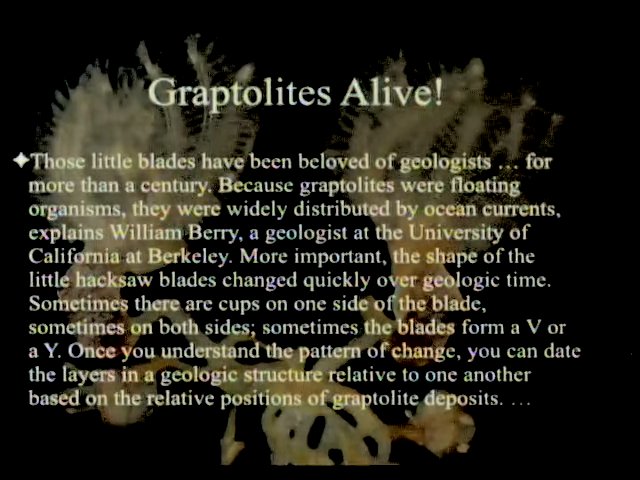 Graptolites Alive!
✦Those little blades have been beloved of geologists … for
more than a century. Because graptolites were floating
organisms, they were widely distributed by ocean currents,
explains William Berry, a geologist at the University of
California at Berkeley. More important, the shape of the
little hacksaw blades changed quickly over geologic time.
Sometimes there are cups on one side of the blade,
sometimes on both sides; sometimes the blades form a V or
a Y. Once you understand the pattern of change, you can date
the layers in a geologic structure relative to one another
based on the relative positions of graptolite deposits. …